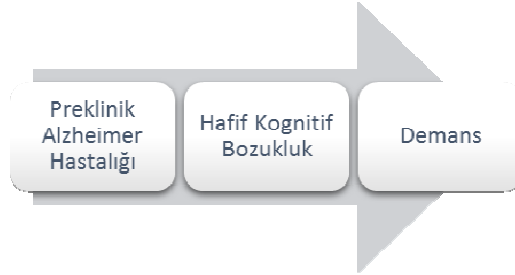 Preklinik
Alzheimer
Hastalığı
Hafif Kognitif
Bozukluk
Demans